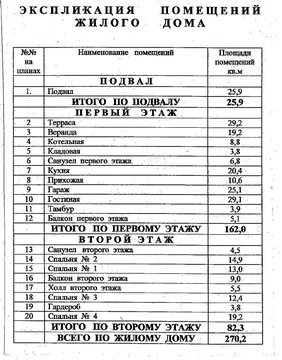 ЭКСПЛИКАЦИЯ ПОМЕЩЕНИЙ
ЖИЛОГО ДОМА
№№ на планах Наименование помещений Площади помещений кв.м
ПОДВАЛ
1. Подвал 25,9
ИТОГО ПО ПОДВАЛУ 25,9
ПЕРВЫЙ ЭТАЖ
2 Терраса 29,2
3 Веранда 19,2
4 Котельная 8,8
5 Кладовая 3,8
6 Санузел первого этажа 6,8
7 Кухня 20,4
8 Прихожая 10,6
9 Гараж 25,1
10 Гостиная 29,1
11 Тамбур 3,9
12 Балкон первого этажа 5,1
ИТОГО ПО ПЕРВОМУ ЭТАЖУ 162,0
ВТОРОЙ ЭТАЖ
13 Санузел второго этажа 4,5
14 Спальня № 2 14,9
15 Спальня № 1 13,0
16 Балкон второго этажа 9,0
17 Холл второго этажа 5,5
18 Спальня № 3 12,4
19 Гардероб 3,8
20 Спальня № 4 19,2
ИТОГО ПО ВТОРОМУ ЭТАЖУ 82,3
ВСЕГО ПО ЖИЛОМУ ДОМУ 270,2